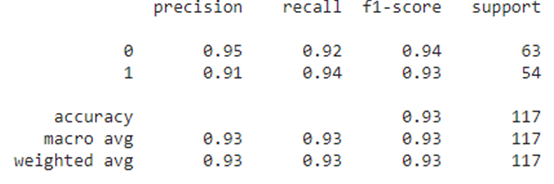 precision recall f1-score support
0 0.95 0.92 0.94 63
1 0.91 0.94 0.93 54
accuracy 0.93 117
macro avg 0.93 0.93 0.93 117
weighted avg 0.93 0.93 0.93 117